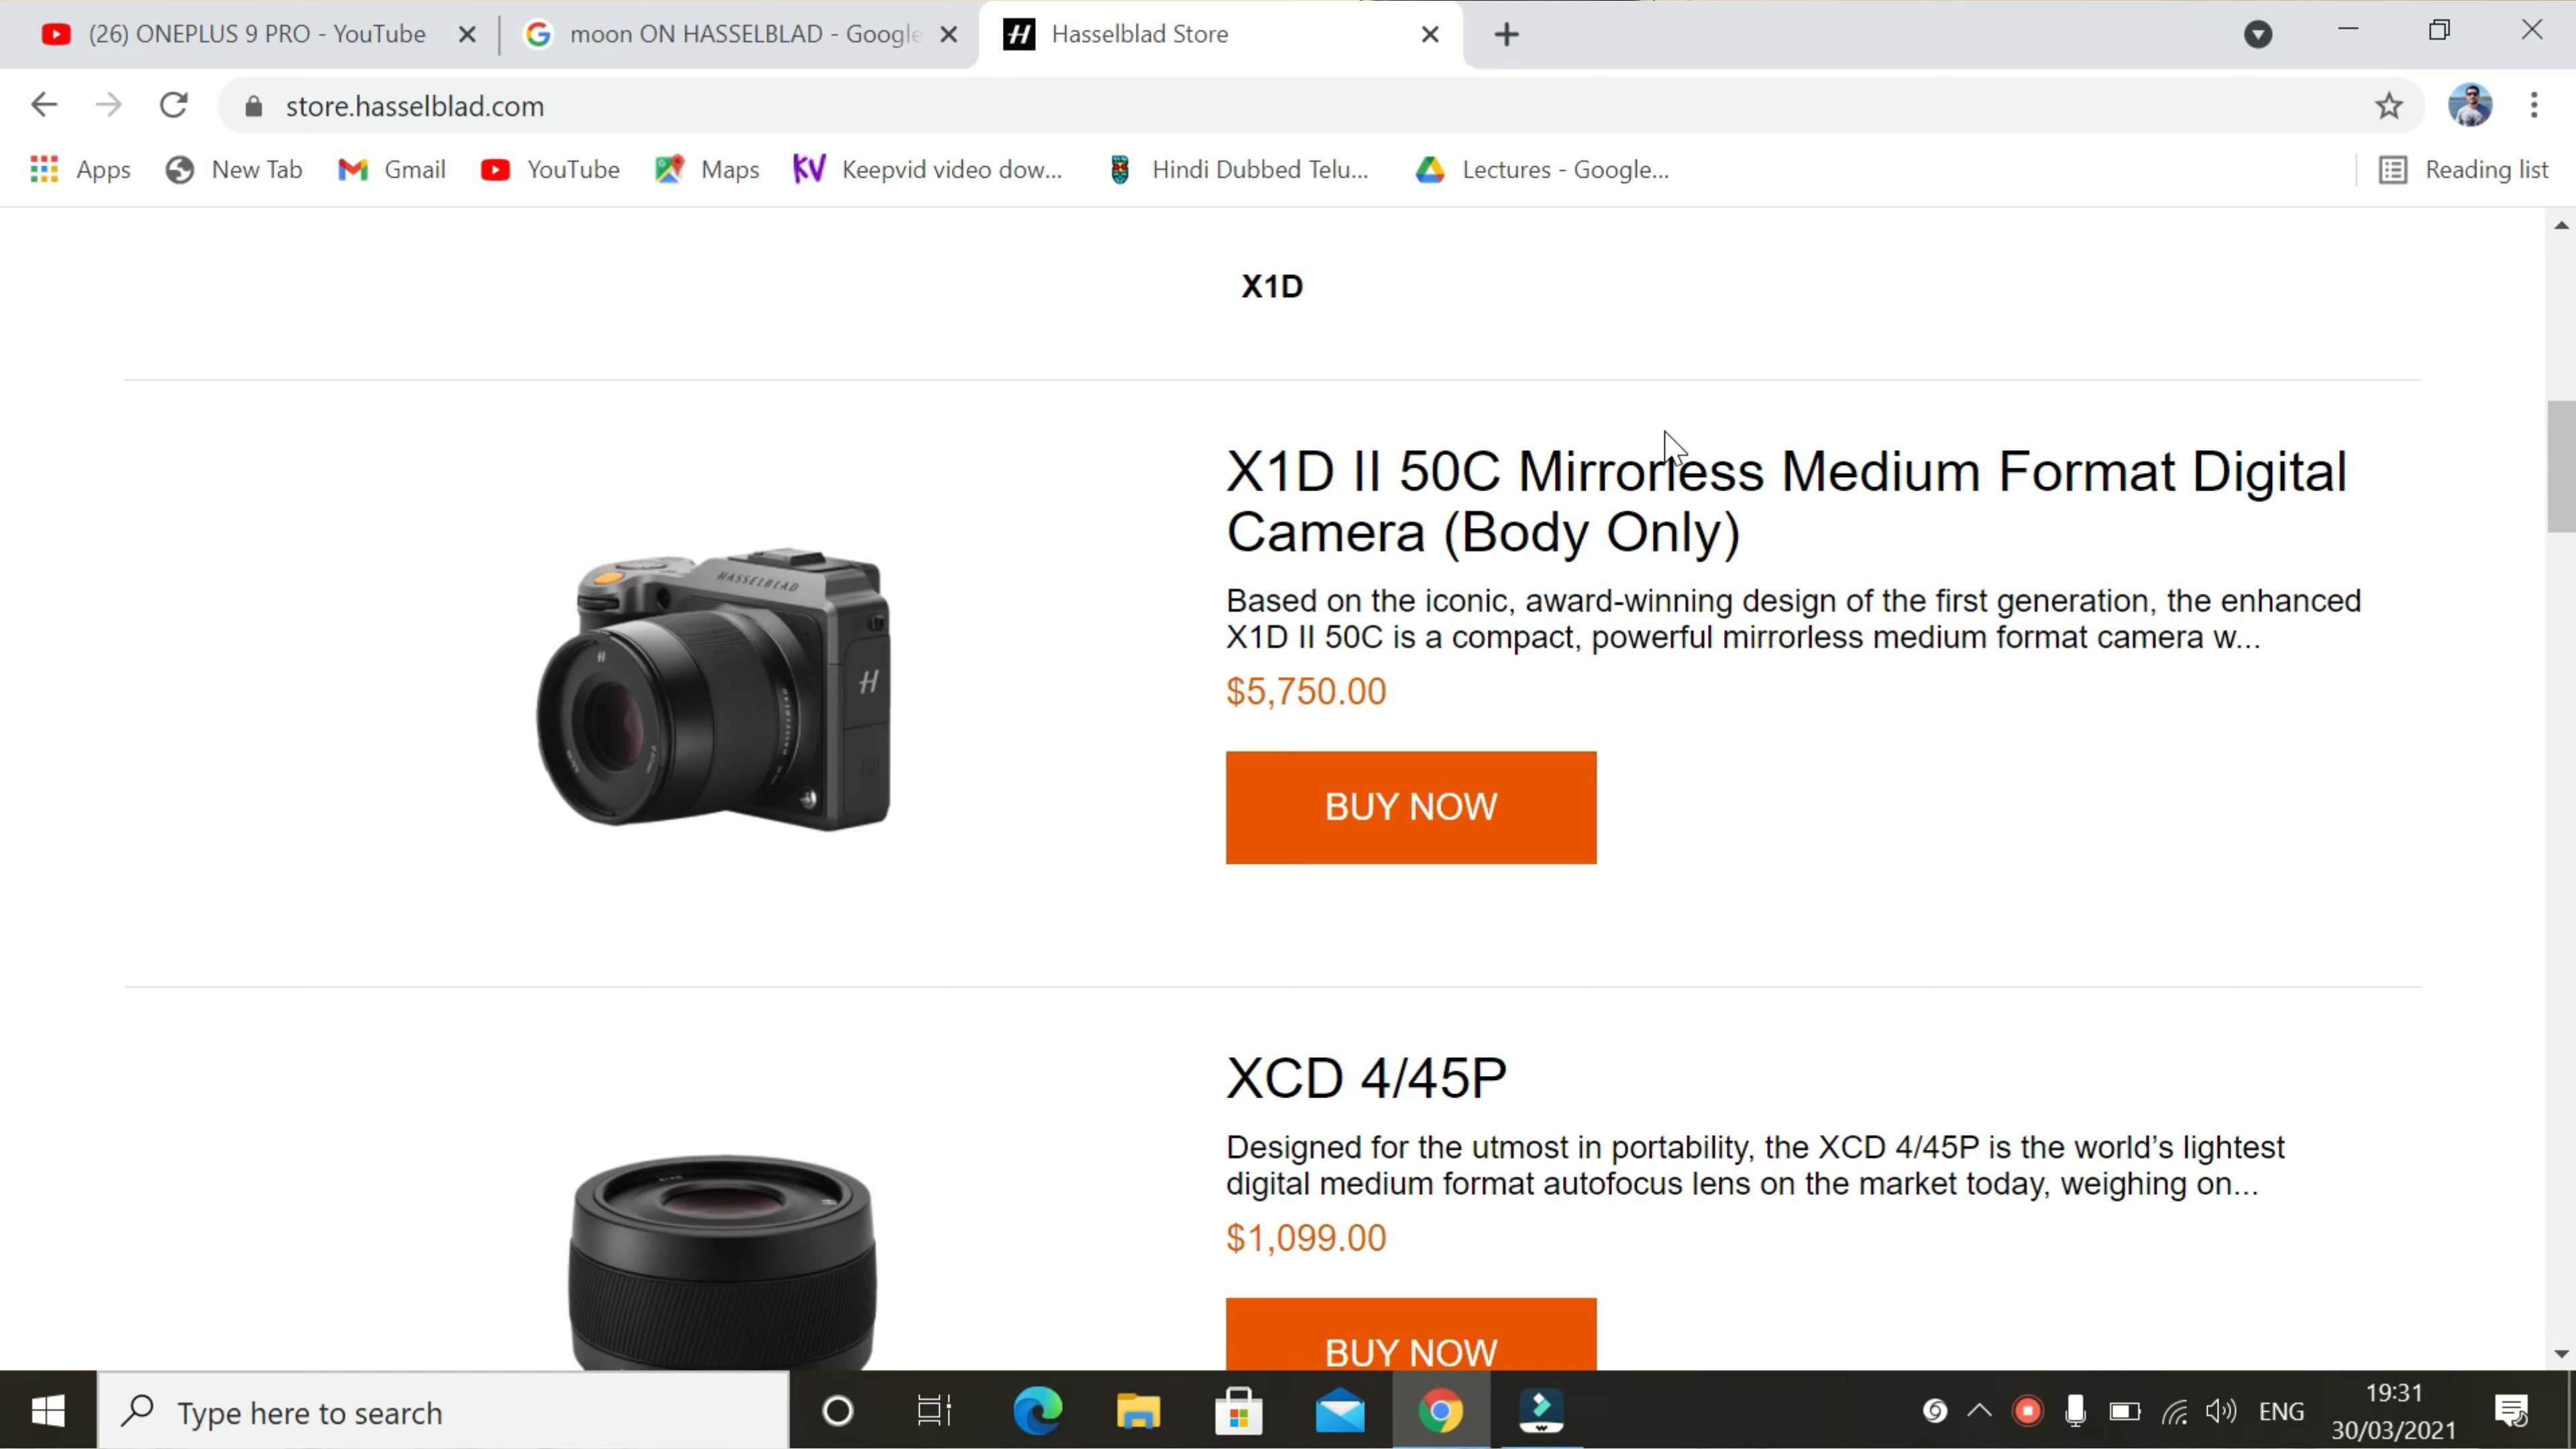 (26) ONEPLUS 9 PRO - YouTube
moon ON HASSELBLAD - Google
Hasselblad Store
store.hasselblad.com
Apps
New Tab
Gmail
YouTube
Maps
Keepvid video dow...
Hindi Dubbed Telu...
Lectures - Google...
Reading list
X1D
X1D II 50C Mirrorless Medium Format Digital
Camera (Body Only)
Based on the iconic, award-winning design of the first generation, the enhanced
X1D II 50C is a compact, powerful mirrorless medium format camera w...
$5,750.00
BUY NOW
HASSELBLAD
XCD 4/45P
Designed for the utmost in portability, the XCD 4/45P is the world's lightest
digital medium format autofocus lens on the market today, weighing on...
$1,099.00
BUY NOW
Type here to search
ENG
19:31
30/03/2021